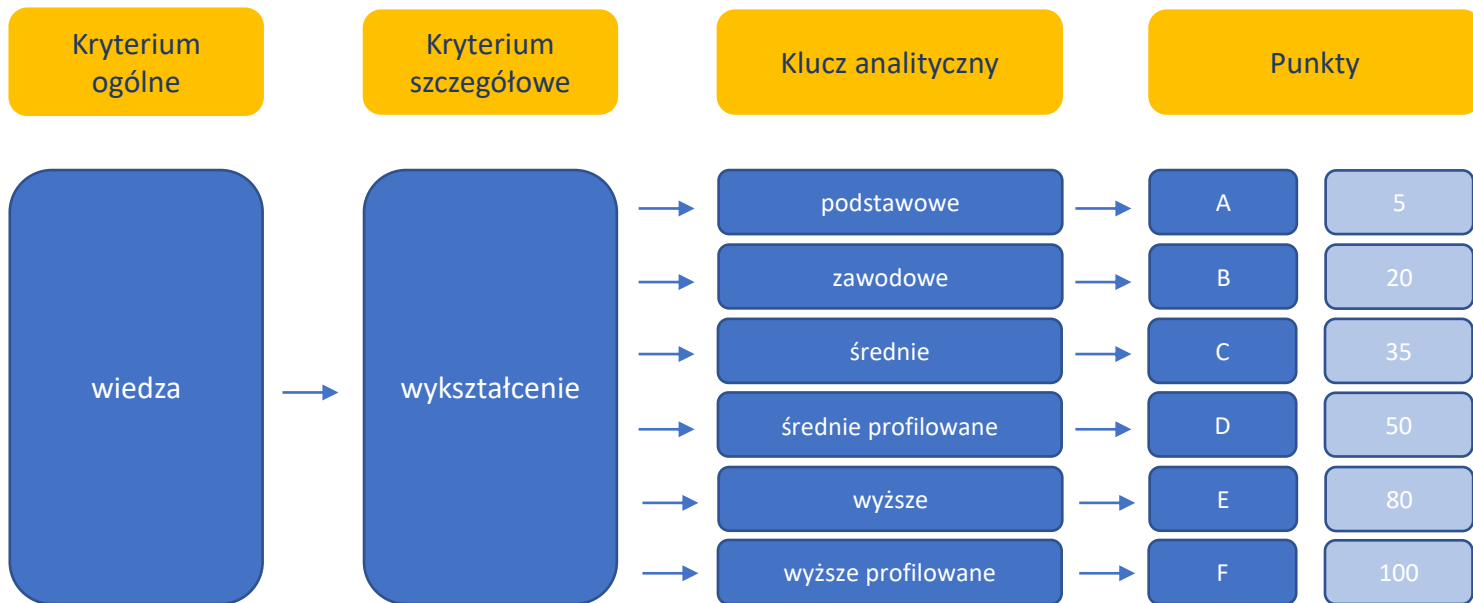 Kryterium
ogólne
Kryterium
szczegółowe
Klucz analityczny
Punkty
wiedza
wykształcenie
podstawowe
A
5
zawodowe
B
20
średnie
C
35
średnie profilowane
D
50
wyższe
E
80
wyższe profilowane
F
100